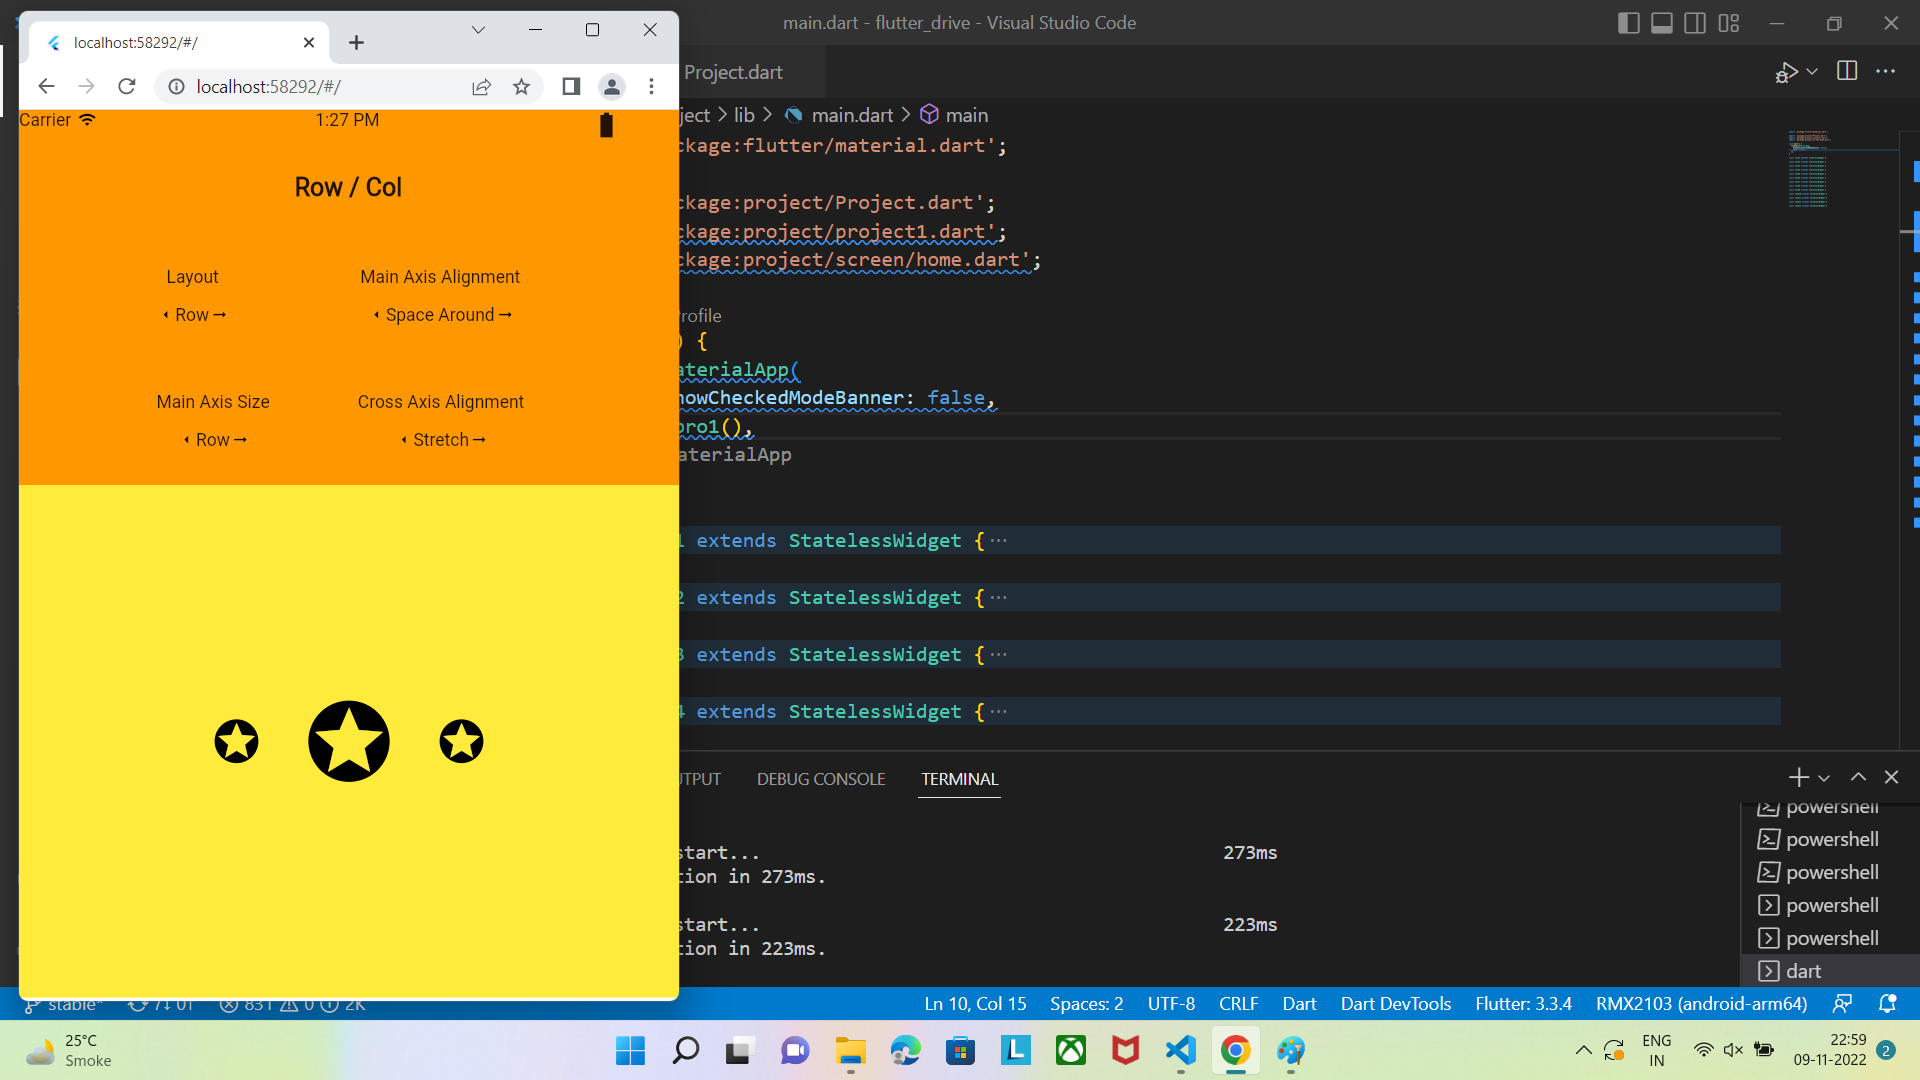 main.dart - flutter_drive - Visual Studio Code
localhost:58292/#/
localhost:58292/#/
Carrier
1:27 PM
Row / Col
Layout
Row
Main Axis Alignment
Space Around
Main Axis Size
Row
Cross Axis Alignment
Stretch
Project.dart
ject > lib > main.dart > main
ckage:flutter/material.dart';
ckage:project/Project.dart';
ckage:project/project1.dart';
ckage:project/screen/home.dart';
rofile
) {
aterialApp(
howCheckedModeBanner: false,
pro1(),
aterialApp
1 extends StatelessWidget {···
2 extends StatelessWidget {···
3 extends StatelessWidget {···
4 extends StatelessWidget {···
UTPUT DEBUG CONSOLE TERMINAL
start... 273ms
tion in 273ms.
start... 223ms
tion in 223ms.
powershell
powershell
powershell
powershell
powershell
dart
stable* 7↓ 0↑ 831 0 2K
Ln 10, Col 15 Spaces: 2 UTF-8 CRLF Dart Dart DevTools Flutter: 3.3.4 RMX2103 (android-arm64)
25°C
Smoke
ENG
IN
22:59
09-11-2022
2